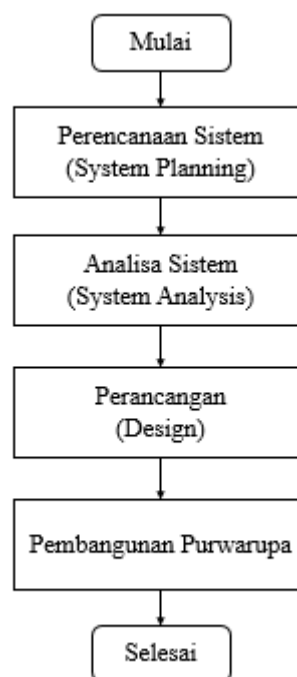 Mulai
Perencanaan Sistem
(System Planning)
Analisa Sistem
(System Analysis)
Perancangan
(Design)
Pembangunan Purwarupa
Selesai